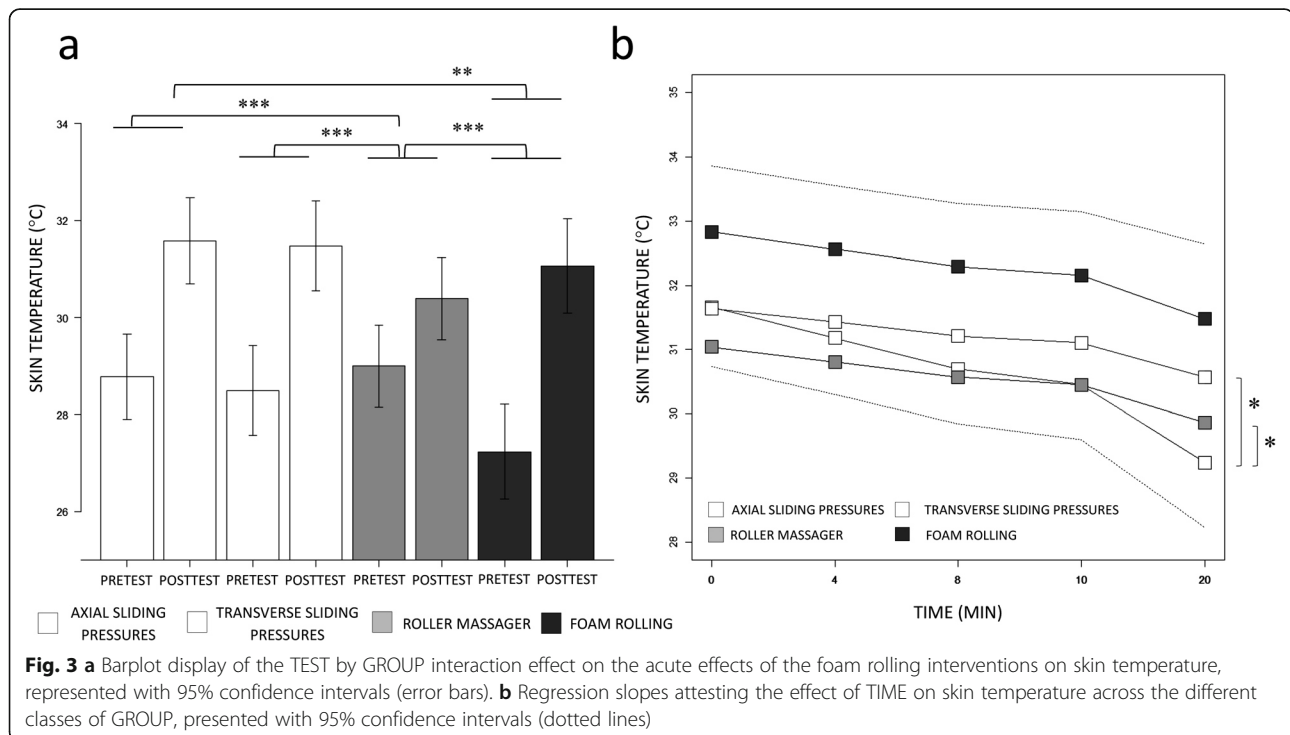 a
**
***
*** ***
SKIN TEMPERATURE (°C)
34
32
30
28
26
PRETEST POSTTEST PRETEST POSTTEST PRETEST POSTTEST PRETEST POSTTEST
AXIAL SLIDING
PRESSURES
TRANSVERSE SLIDING
PRESSURES
ROLLER MASSAGER
FOAM ROLLING
b
SKIN TEMPERATURE (°C)
35
34
33
32
31
30
29
28
*
*
AXIAL SLIDING PRESSURES TRANSVERSE SLIDING PRESSURES
ROLLER MASSAGER FOAM ROLLING
0 4 8 10 20
TIME (MIN)
Fig. 3 a Barplot display of the TEST by GROUP interaction effect on the acute effects of the foam rolling interventions on skin temperature,
represented with 95% confidence intervals (error bars). b Regression slopes attesting the effect of TIME on skin temperature across the different
classes of GROUP, presented with 95% confidence intervals (dotted lines)